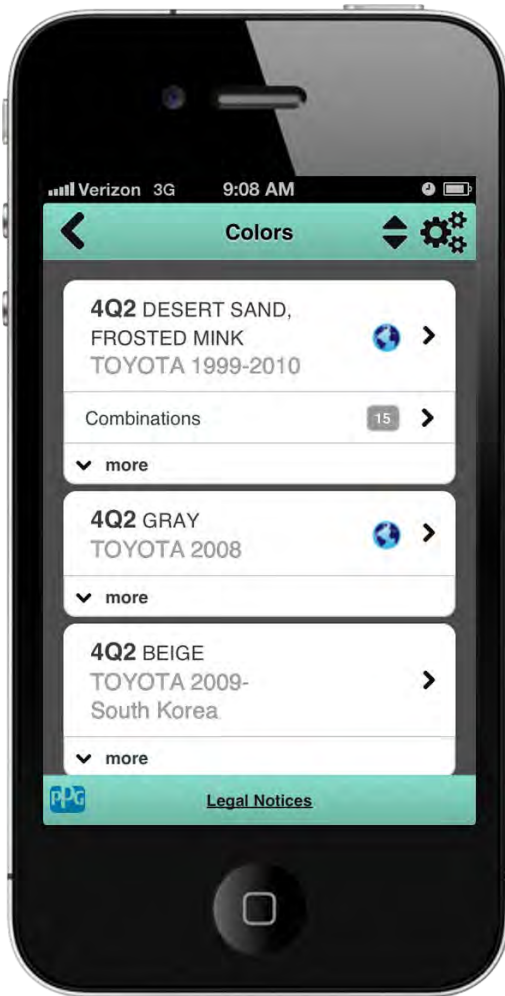 Verizon 3G 9:08 AM
Colors
4Q2 DESERT SAND,
FROSTED MINK
TOYOTA 1999-2010
Combinations 15
more
4Q2 GRAY
TOYOTA 2008
more
4Q2 BEIGE
TOYOTA 2009-
South Korea
more
PPG Legal Notices